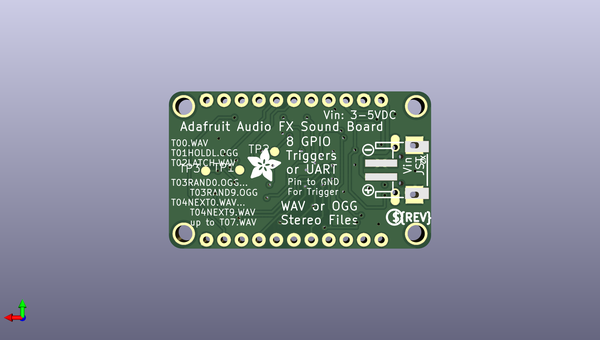 Vin: 3-5VDC
Adafruit Audio FX Sound Board
T00.WAV
T01HOLDL.OGG
T02LATCH.WAV
TP3
TP1
TP2
T03RAND0.OGG...
T03RAND9.OGG
T04NEXT0.WAV...
T04NEXT9.WAV
up to T07.WAV
8 GPIO
Triggers
or UART
Pin to GND
For Trigger
WAV or OGG
Stereo Files
Vin
JST
${REV}